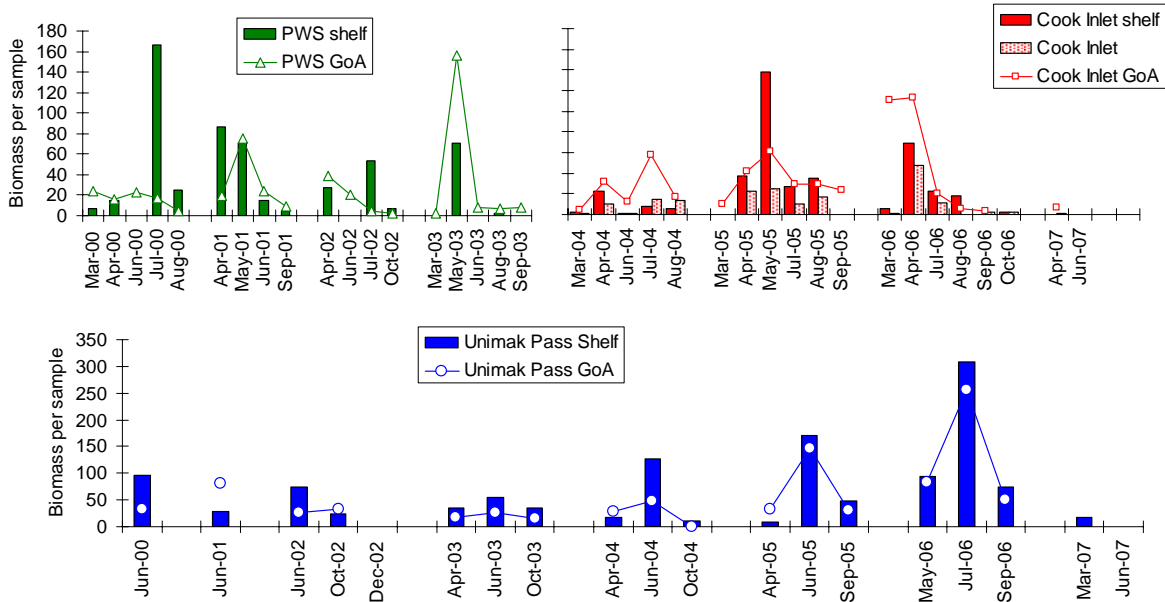 Biomass per sample
180
160
140
120
100
80
60
40
20
0
PWS shelf
PWS GoA
Mar-00
Apr-00
Jun-00
Jul-00
Aug-00
Apr-01
May-01
Jun-01
Sep-01
Apr-02
Jun-02
Jul-02
Oct-02
Mar-03
May-03
Jun-03
Aug-03
Sep-03
Cook Inlet shelf
Cook Inlet
Cook Inlet GoA
Mar-04
Apr-04
Jun-04
Jul-04
Aug-04
Mar-05
Apr-05
May-05
Jul-05
Aug-05
Sep-05
Mar-06
Apr-06
Jul-06
Aug-06
Sep-06
Oct-06
Apr-07
Jun-07
Biomass per sample
350
300
250
200
150
100
50
0
Unimak Pass Shelf
Unimak Pass GoA
Jun-00
Jun-01
Jun-02
Oct-02
Dec-02
Apr-03
Jun-03
Oct-03
Apr-04
Jun-04
Oct-04
Apr-05
Jun-05
Sep-05
May-06
Jul-06
Sep-06
Mar-07
Jun-07